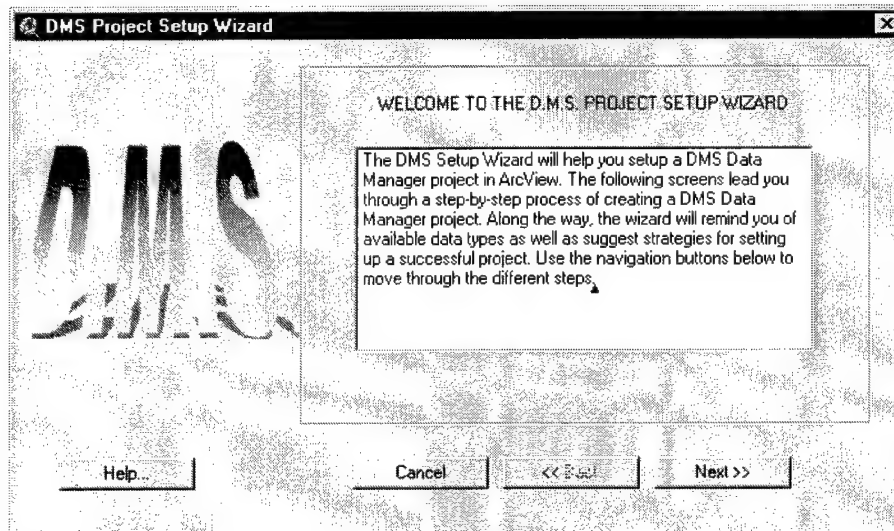 DMS Project Setup Wizard
WELCOME TO THE D.M.S. PROJECT SETUP WIZARD
DMS
The DMS Setup Wizard will help you setup a DMS Data
Manager project in ArcView. The following screens lead you
through a step-by-step process of creating a DMS Data
Manager project. Along the way, the wizard will remind you of
available data types as well as suggest strategies for setting
up a successful project. Use the navigation buttons below to
move through the different steps.
Help...
Cancel
<< Back
Next >>